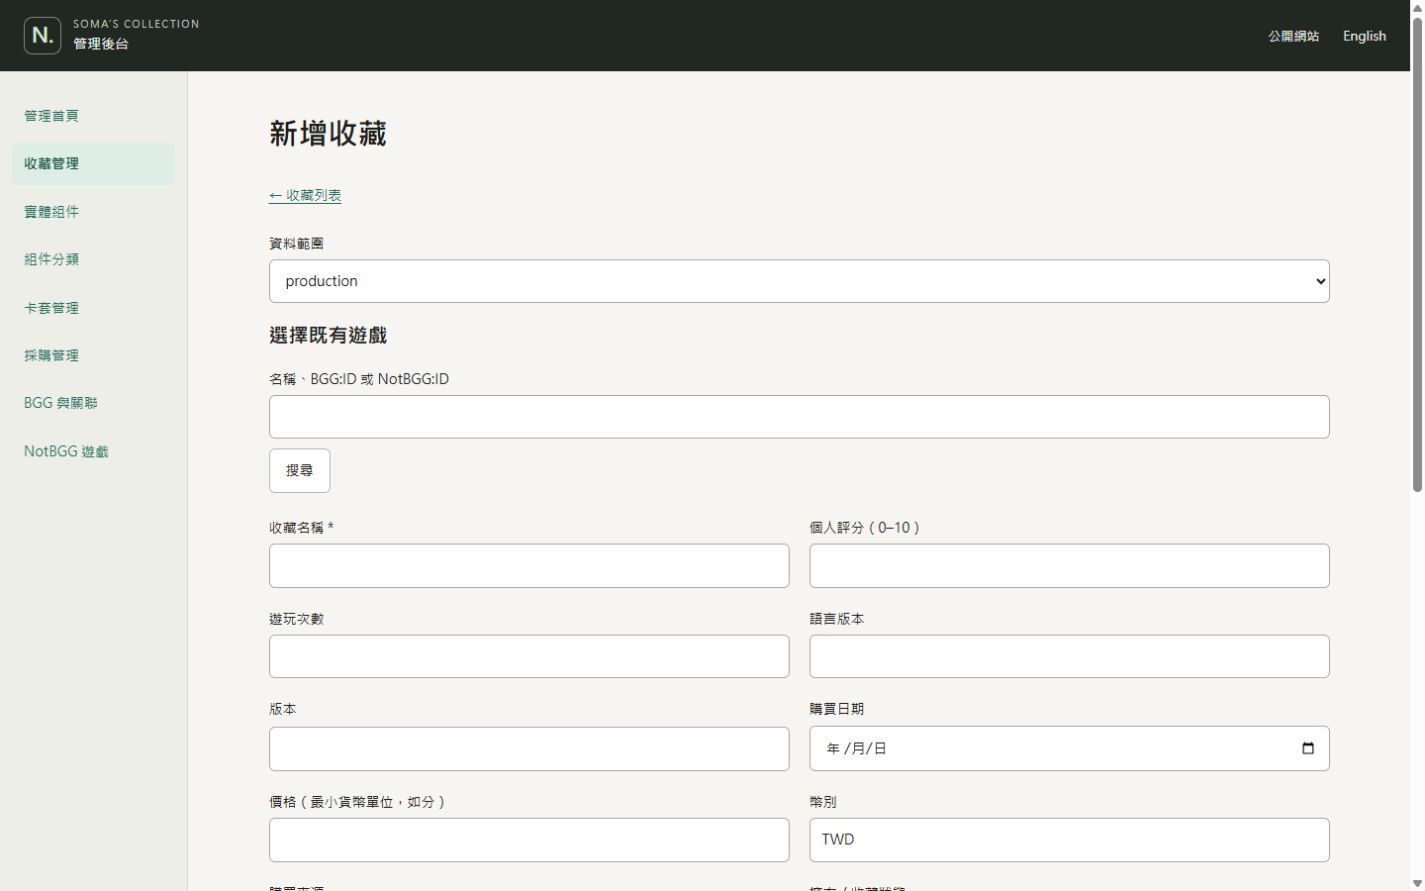 N.
SOMA'S COLLECTION
管理後台
公開網站
English
管理首頁
收藏管理
實體組件
組件分類
卡套管理
採購管理
BGG 與關聯
NotBGG 遊戲
新增收藏
← 收藏列表
資料範圍
production
選擇既有遊戲
名稱、BGG:ID 或 NotBGG:ID
搜尋
收藏名稱 *
個人評分（0–10）
遊玩次數
語言版本
版本
購買日期
年 /月/日
價格（最小貨幣單位，如分）
幣別
TWD